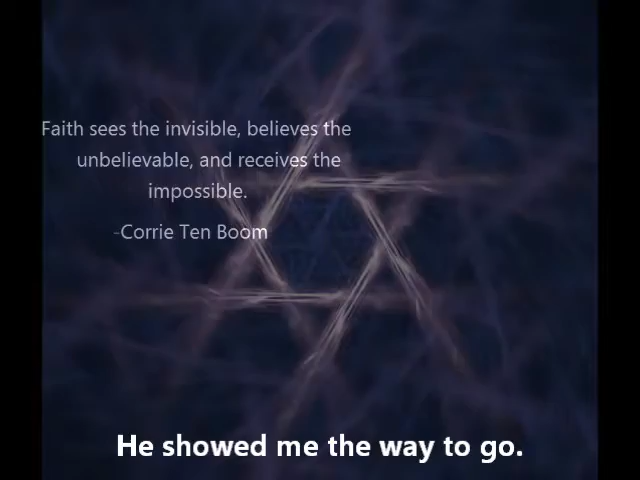 Faith sees the invisible, believes the
unbelievable, and receives the
impossible.
-Corrie Ten Boom
He showed me the way to go.